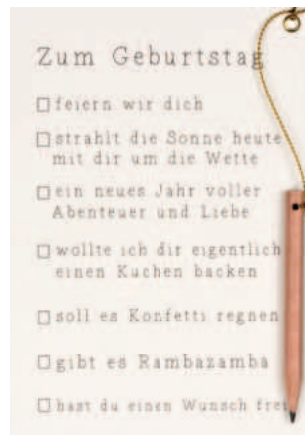 Zum Geburtstag
feiern wir dich
strahlt die Sonne heute
mit dir um die Wette
ein neues Jahr voller
Abenteuer und Liebe
wollte ich dir eigentlich
einen Kuchen backen
soll es Konfetti regnen
gibt es Rambazamba
hast du einen Wunsch frei